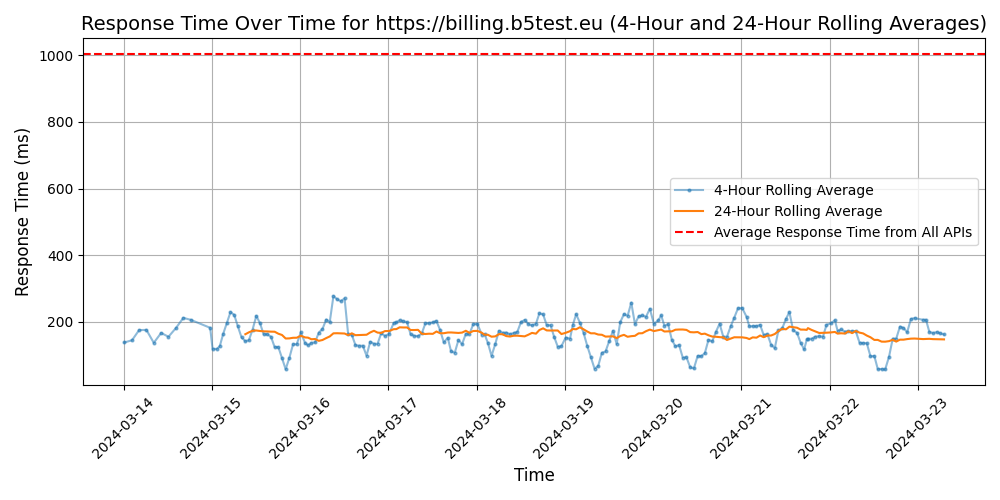 Response Time Over Time for https://billing.b5test.eu (4-Hour and 24-Hour Rolling Averages)
Response Time (ms)
1000
800
600
400
200
4-Hour Rolling Average
24-Hour Rolling Average
Average Response Time from All APIs
2024-03-14
2024-03-15
2024-03-16
2024-03-17
2024-03-18
2024-03-19
2024-03-20
2024-03-21
2024-03-22
2024-03-23
Time